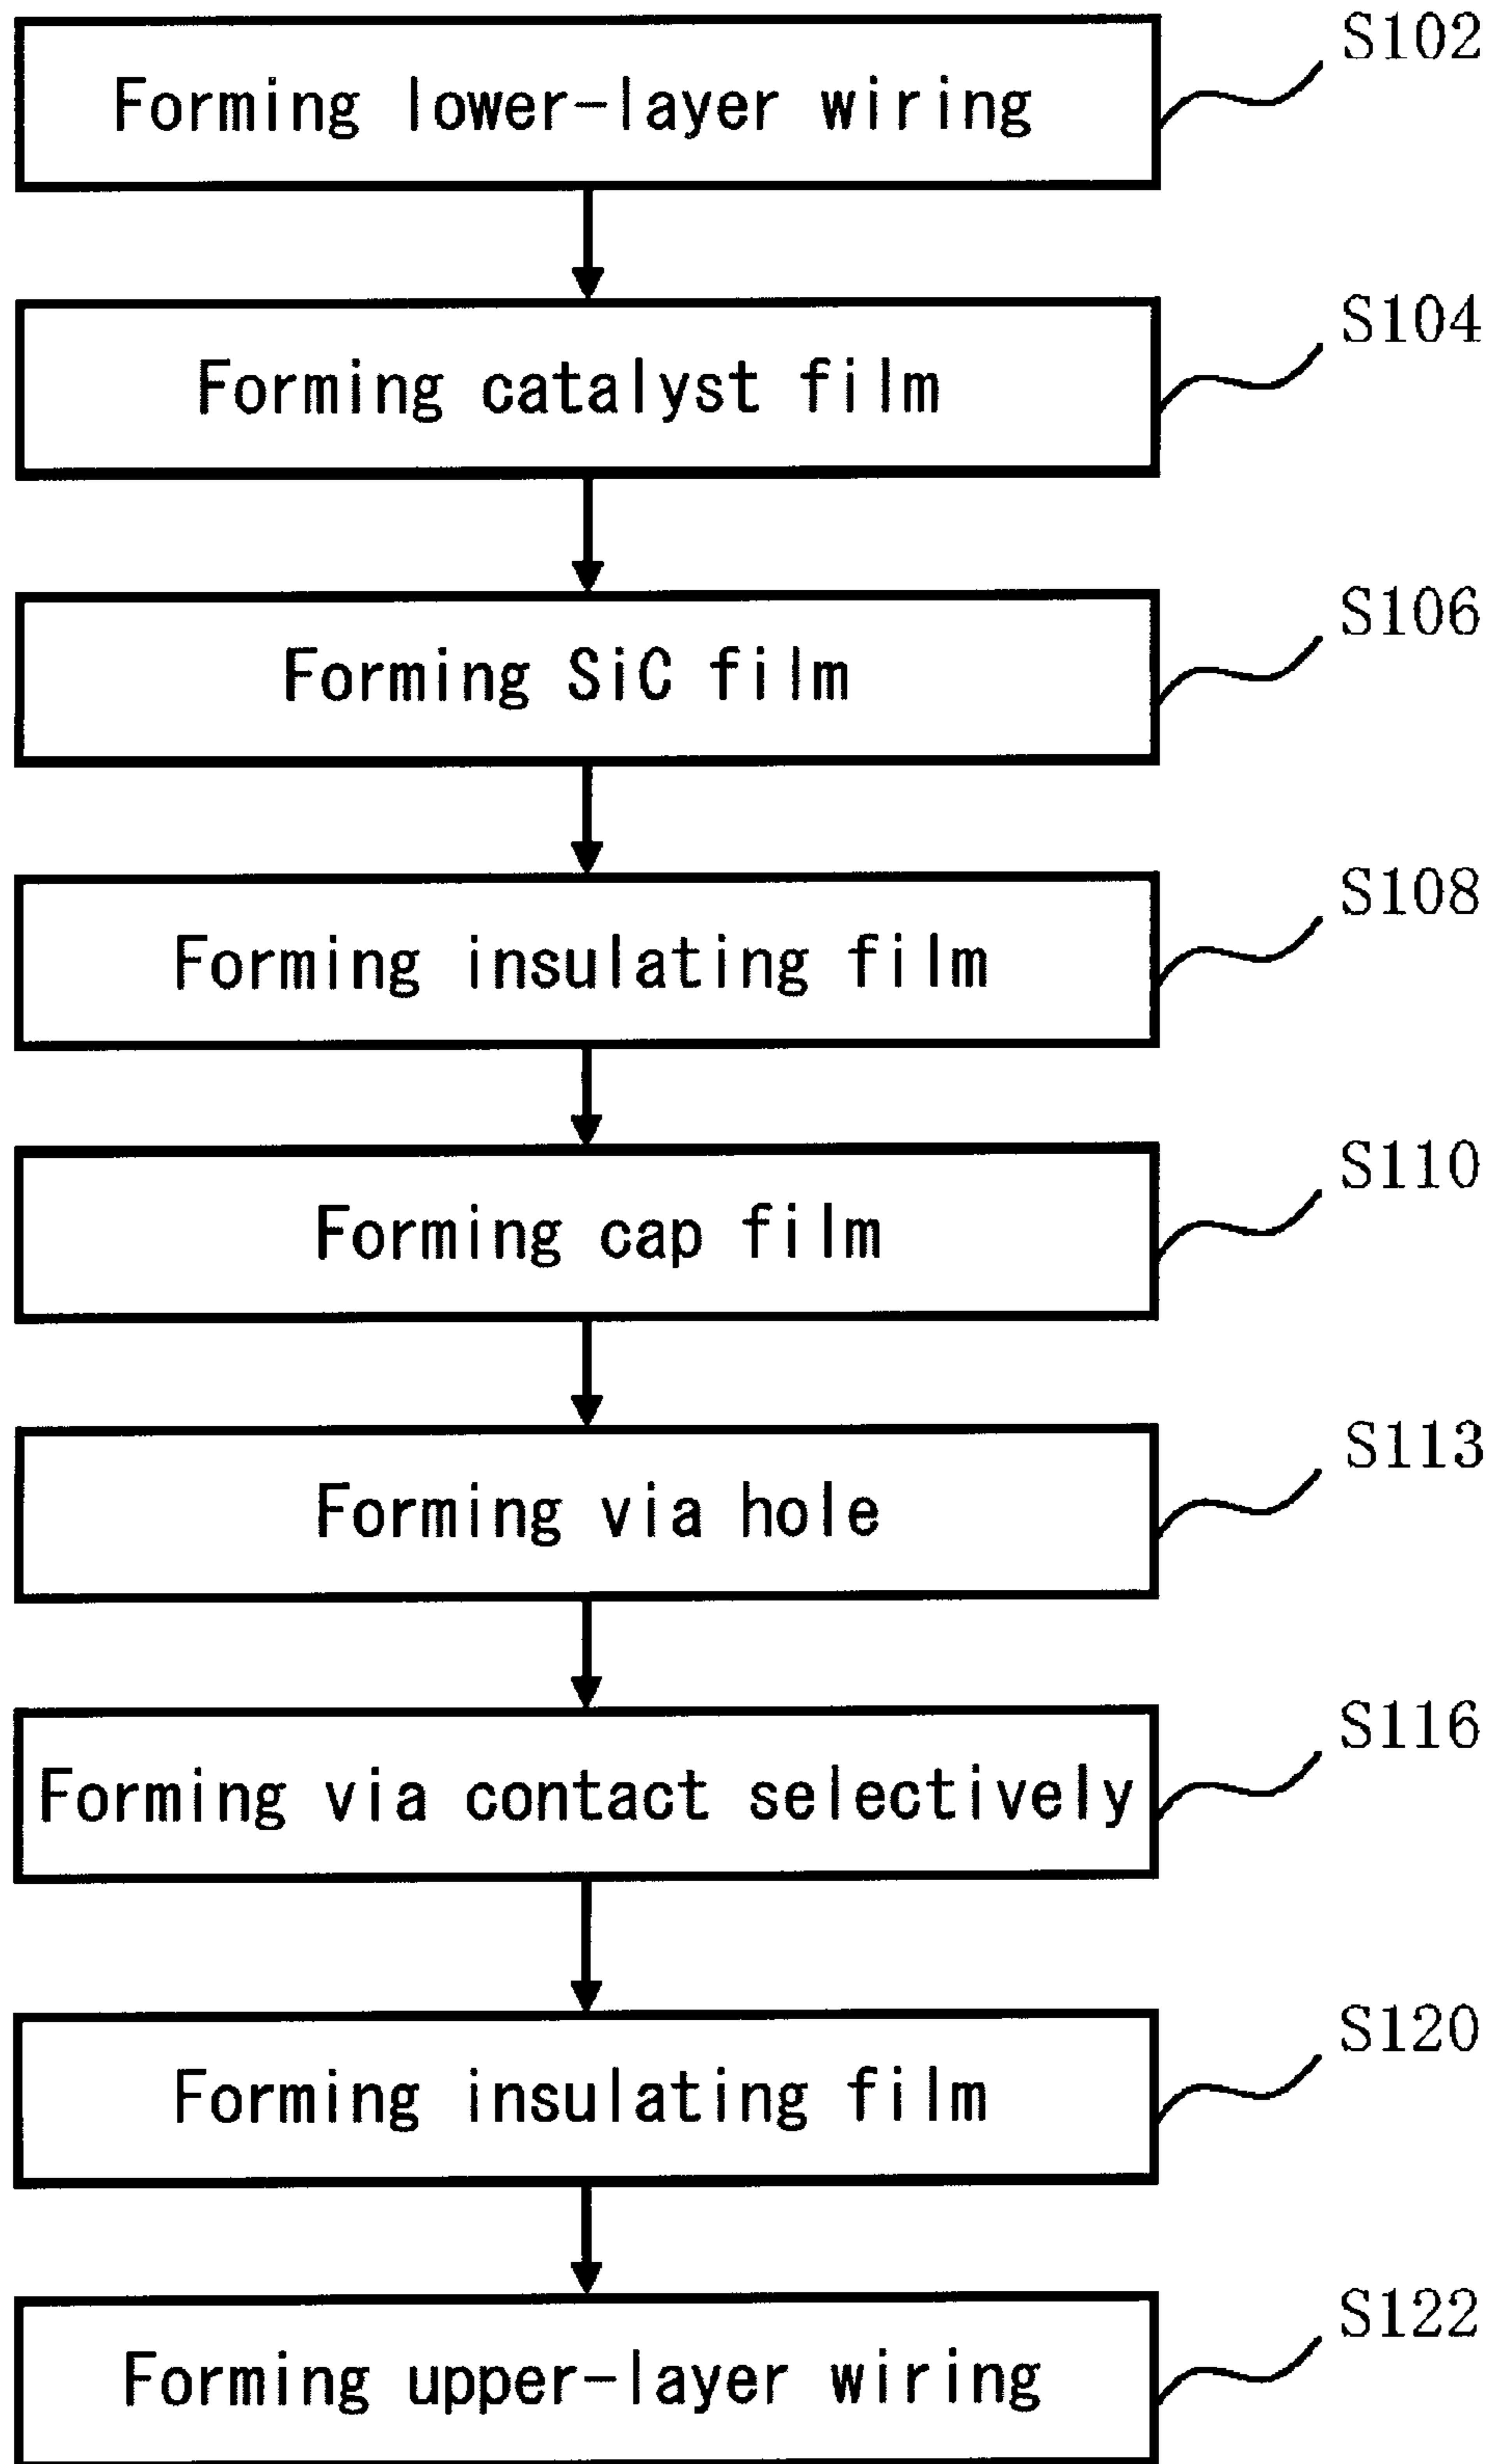 S102
Forming lower-layer wiring
S104
Forming catalyst film
S106
Forming SiC film
S108
Forming insulating film
S110
Forming cap film
S113
Forming via hole
S116
Forming via contact selectively
S120
Forming insulating film
S122
Forming upper-layer wiring